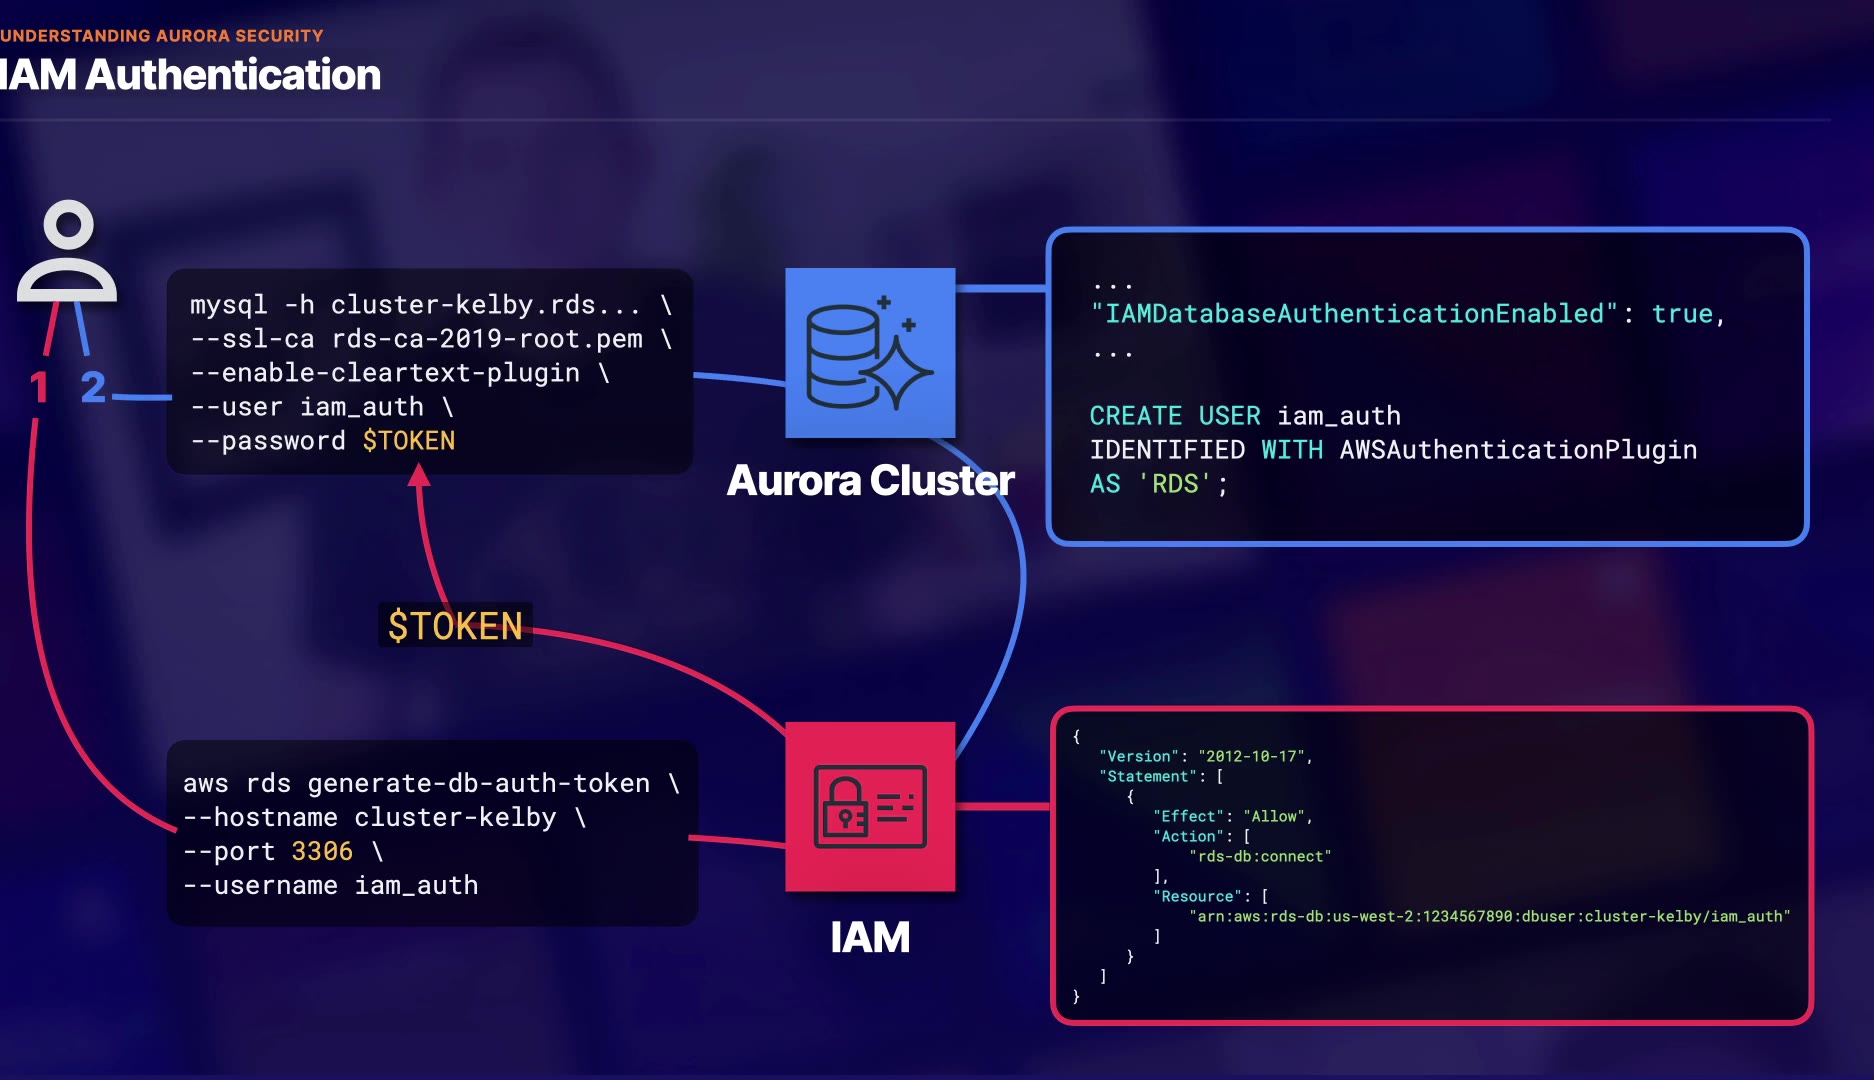 UNDERSTANDING AURORA SECURITY
IAM Authentication
1 2
mysql -h cluster-kelby.rds... \
--ssl-ca rds-ca-2019-root.pem \
--enable-cleartext-plugin \
--user iam_auth \
--password $TOKEN
Aurora Cluster
...
"IAMDatabaseAuthenticationEnabled": true,
...
CREATE USER iam_auth
IDENTIFIED WITH AWSAuthenticationPlugin
AS 'RDS';
$TOKEN
aws rds generate-db-auth-token \
--hostname cluster-kelby \
--port 3306 \
--username iam_auth
IAM
{
"Version": "2012-10-17",
"Statement": [
{
"Effect": "Allow",
"Action": [
"rds-db:connect"
],
"Resource": [
"arn:aws:rds-db:us-west-2:1234567890:dbuser:cluster-kelby/iam_auth"
]
}
]
}